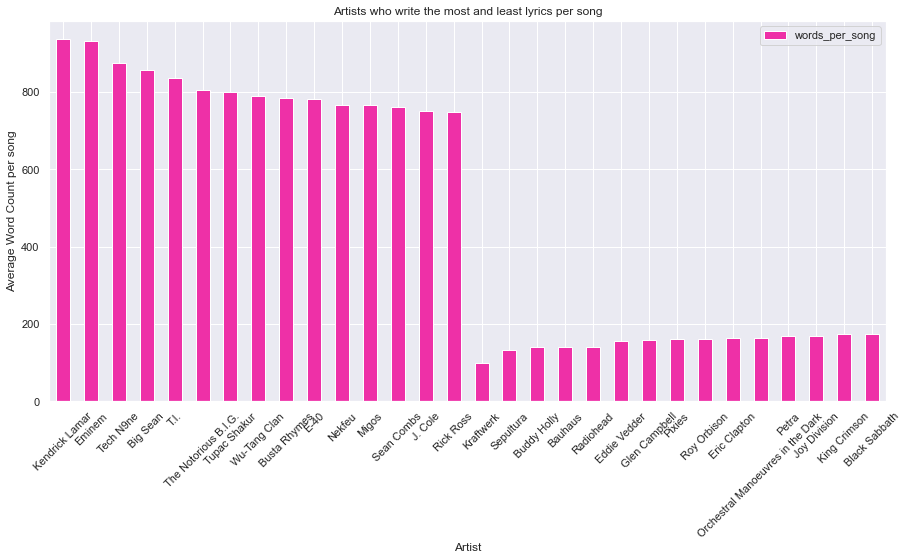 Artists who write the most and least lyrics per song
words_per_song
Average Word Count per song
800
600
400
200
0
Kendrick Lamar
Eminem
Tech N9ne
Big Sean
T.I.
The Notorious B.I.G.
Tupac Shakur
Wu-Tang Clan
Busta Rhymes
E-40
Nekfeu
Migos
Sean Combs
J. Cole
Rick Ross
Kraftwerk
Sepultura
Buddy Holly
Bauhaus
Radiohead
Eddie Vedder
Glen Campbell
Pixies
Roy Orbison
Eric Clapton
Orchestral Manoeuvres in the Dark
Petra
Joy Division
King Crimson
Black Sabbath
Artist